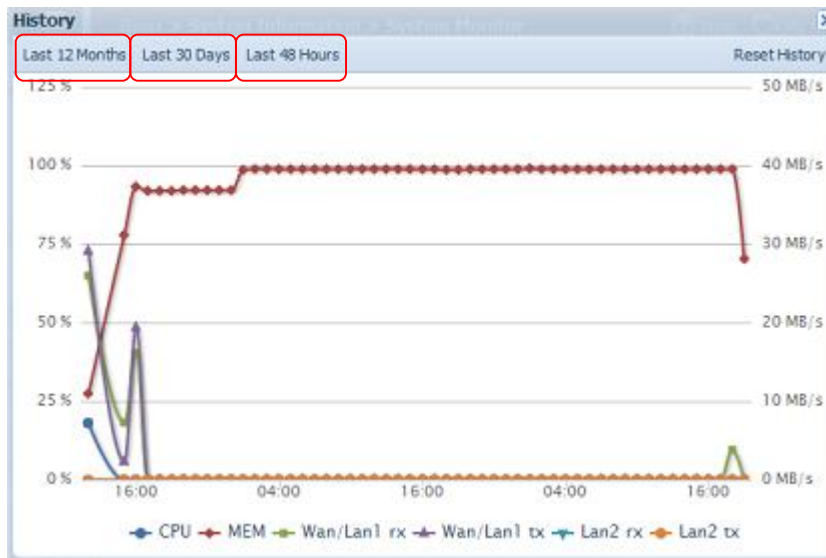 History
Last 12 Months Last 30 Days Last 48 Hours Reset History
125 % 50 MB/s
100 % 40 MB/s
75 % 30 MB/s
50 % 20 MB/s
25 % 10 MB/s
0 % 0 MB/s
16:00 04:00 16:00 04:00 16:00
CPU MEM Wan/Lan1 rx Wan/Lan1 tx Lan2 rx Lan2 tx